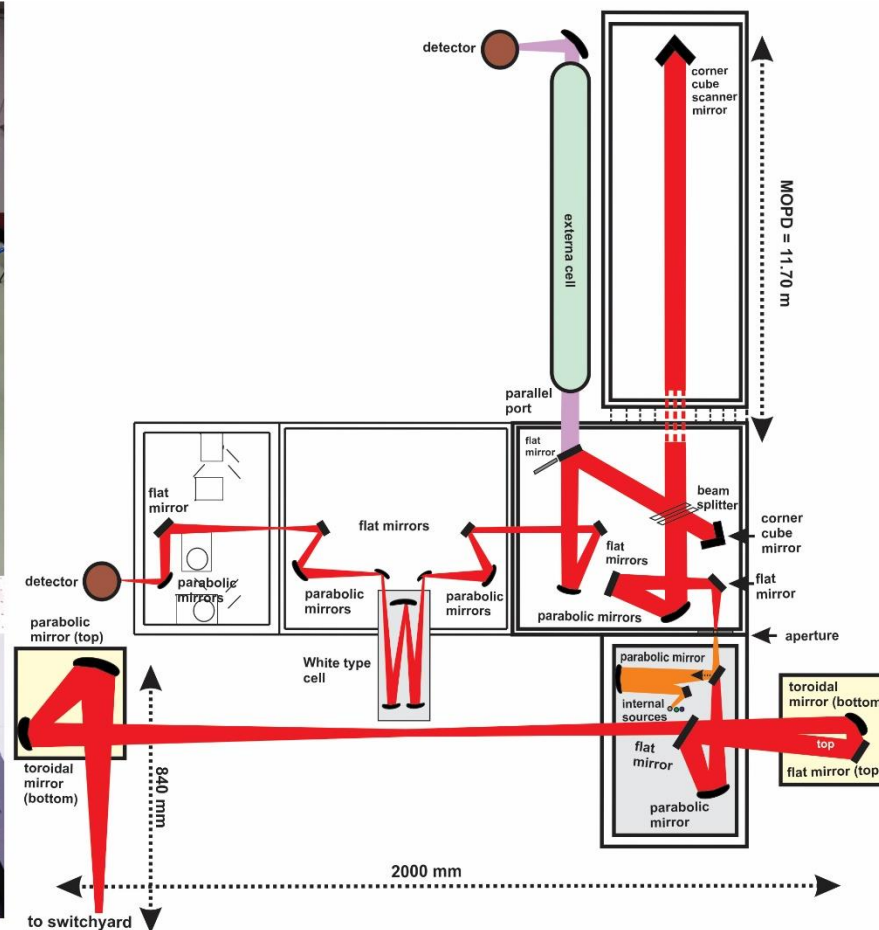 detector
corner
cube
scanner
mirror
MOPD = 11.70 m
externa cell
parallel
port
flat
mirror
beam
splitter
corner
cube
mirror
flat
mirror
flat mirrors
flat
mirrors
flat
mirror
detector
parabolic
mirrors
parabolic
mirrors
parabolic
mirrors
parabolic mirrors
aperture
parabolic
mirror (top)
White type
cell
parabolic mirror
internal
sources
toroidal
mirror (bottom
top
flat mirror (top
flat
mirror
toroidal
mirror
(bottom)
840 mm
parabolic
mirror
2000 mm
to switchyard